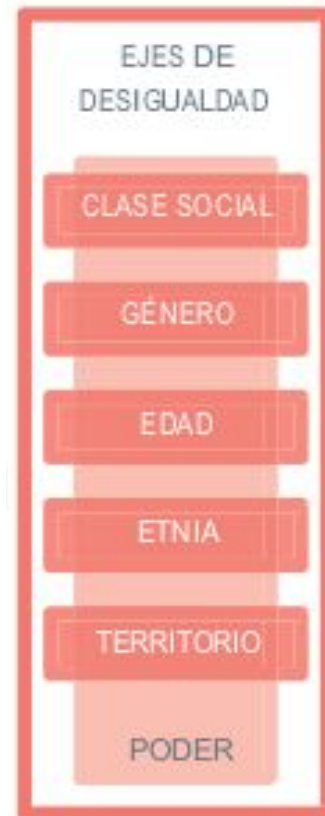 EJES DE
DESIGUALDAD
CLASE SOCIAL
GÉNERO
EDAD
ETNIA
TERRITORIO
PODER